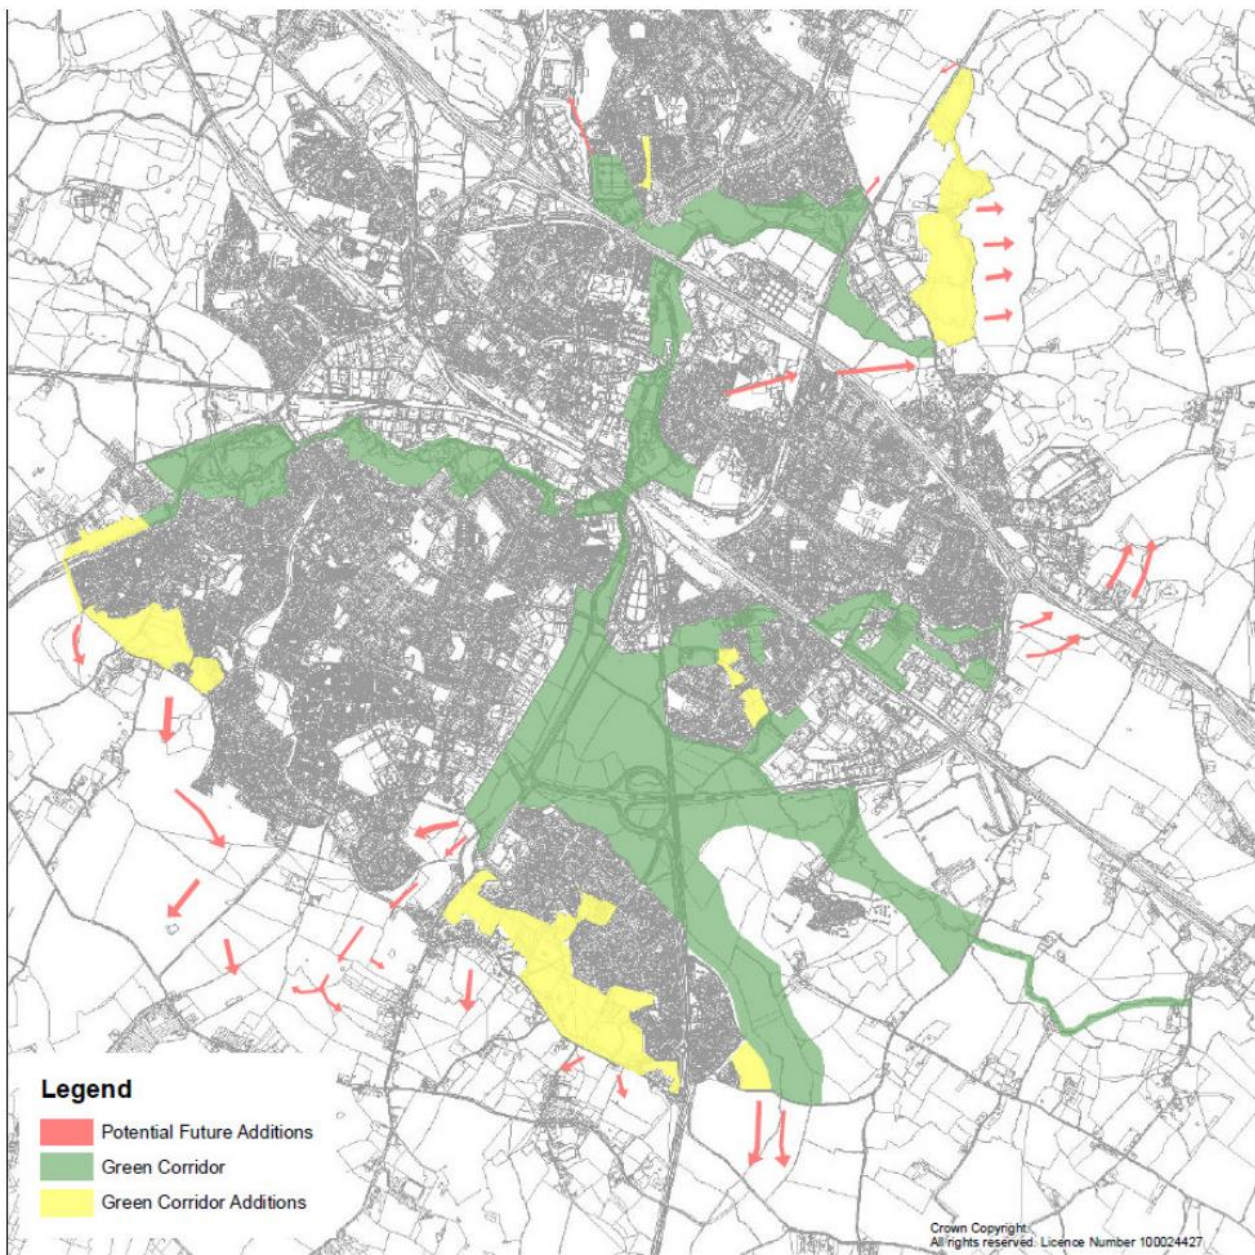 Legend
Potential Future Additions
Green Corridor
Green Corridor Additions
Crown Copyright
All rights reserved. Licence Number 100024427